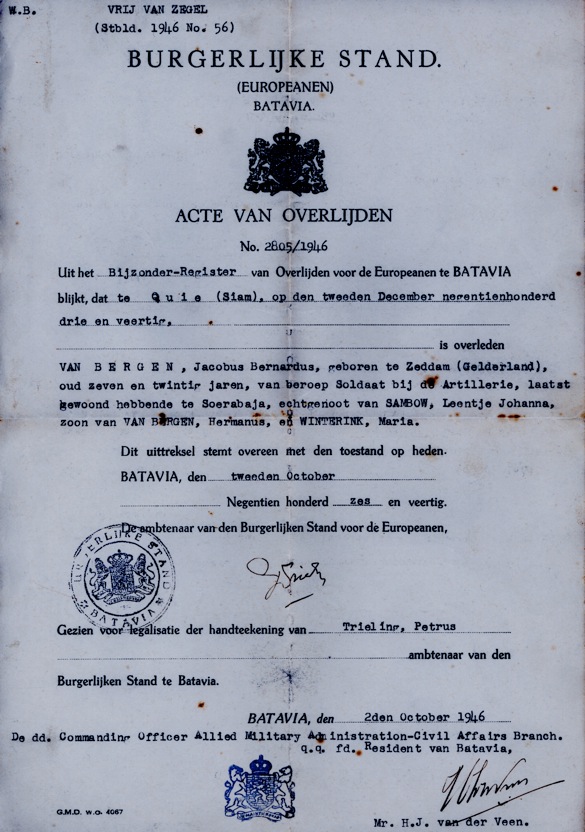 W.B. VRIJ VAN ZEGEL
(Stbld. 1946 No. 56)
BURGERLIJKE STAND.
(EUROPEANEN)
BATAVIA.
ACTE VAN OVERLIJDEN
No. 2805/1946
Uit het Bijzonder-Register van Overlijden voor de Europeanen te BATAVIA
blijkt, dat te Quie (Siam), op den tweeden December negentienhonderd
drie en veertig,
is overleden
VAN BERGEN, Jacobus Bernardus, geboren te Zeddam (Gelderland),
oud zeven en twintig jaren, van beroep Soldaat bij de Artillerie, laatst
gewoond hebbende te Soerabaja, echtgenoot van SAMBOW, Leentje Johanna,
zoon van VAN BERGEN, Hermanus, en WINTERINK, Maria.
Dit uittreksel stemt overeen met den toestand op heden.
BATAVIA, den tweeden October
Negentien honderd zes en veertig.
De ambtenaar van den Burgerlijken Stand voor de Europeanen,
BURGERLIJKE STAND
BATAVIA
Gezien voor legalisatie der handteekening van Trieling, Petrus
ambtenaar van den
Burgerlijken Stand te Batavia.
BATAVIA, den 2den October 1946
De dd. Commanding Officer Allied Military Administration-Civil Affairs Branch.
q.q. fd. Resident van Batavia,
G.M.D. w.o. 4067
Mr. H.J. van der Veen.